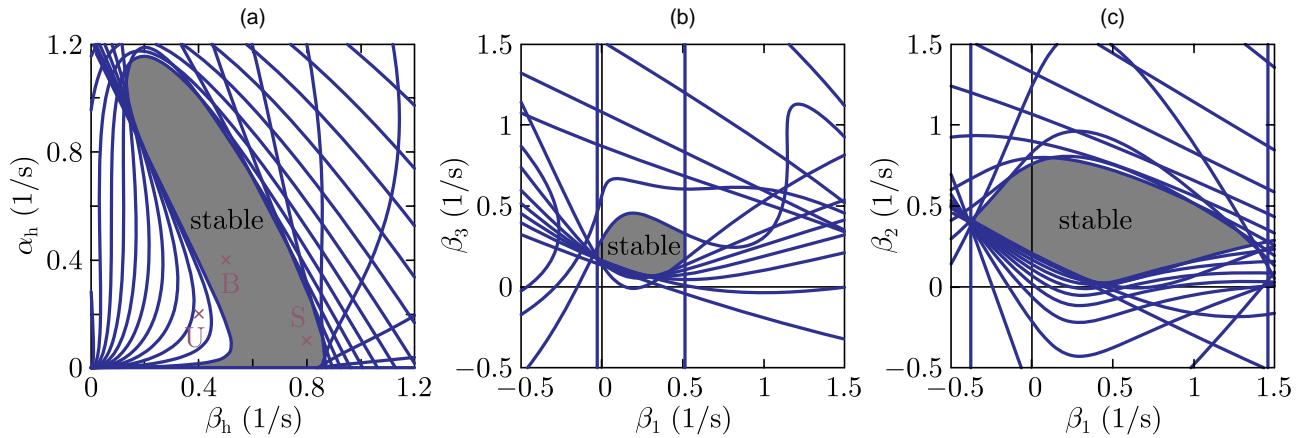 (a)
(b)
(c)
1.2
0.8
0.4
0
α_h (1/s)
stable
B
U
S
0 0.4 0.8 1.2
β_h (1/s)
1.5
1
0.5
0
−0.5
β_3 (1/s)
stable
−0.5 0 0.5 1 1.5
β_1 (1/s)
1.5
1
0.5
0
−0.5
β_2 (1/s)
stable
−0.5 0 0.5 1 1.5
β_1 (1/s)